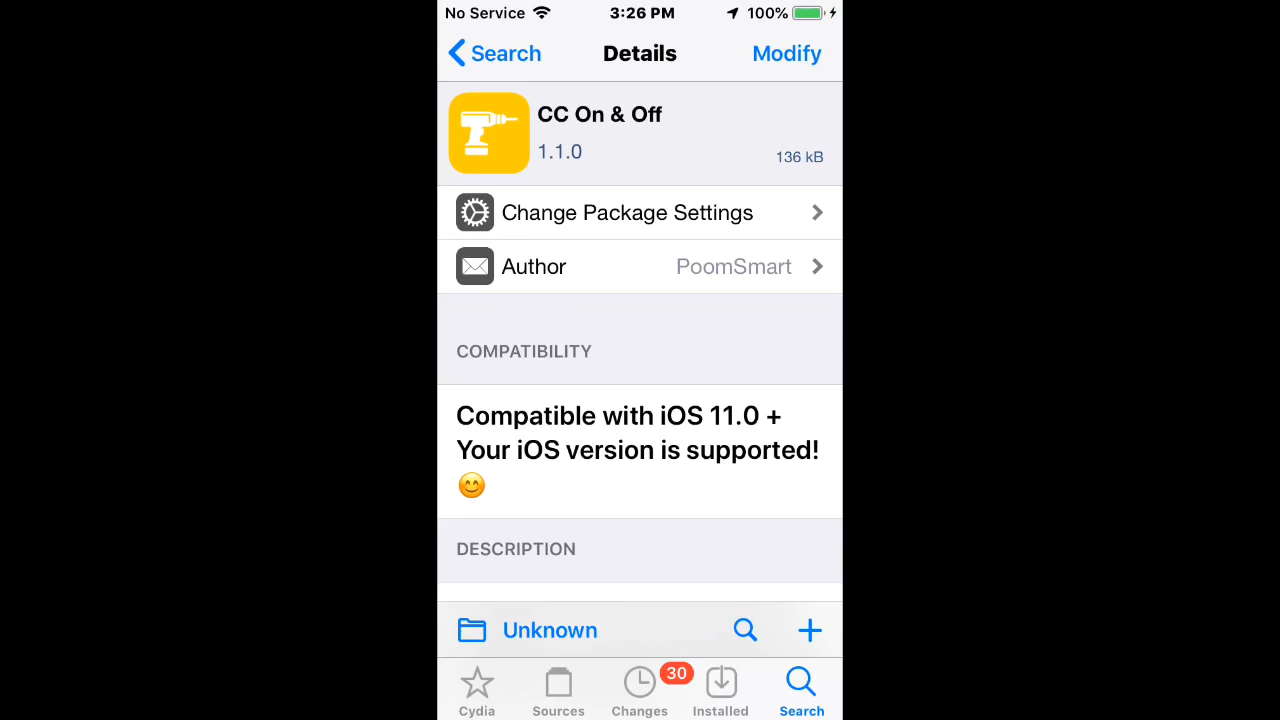 No Service 3:26 PM 100%
Search Details Modify
CC On & Off
1.1.0 136 kB
Change Package Settings
Author PoomSmart
COMPATIBILITY
Compatible with iOS 11.0 +
Your iOS version is supported!
😊
DESCRIPTION
Unknown
30
Cydia Sources Changes Installed Search